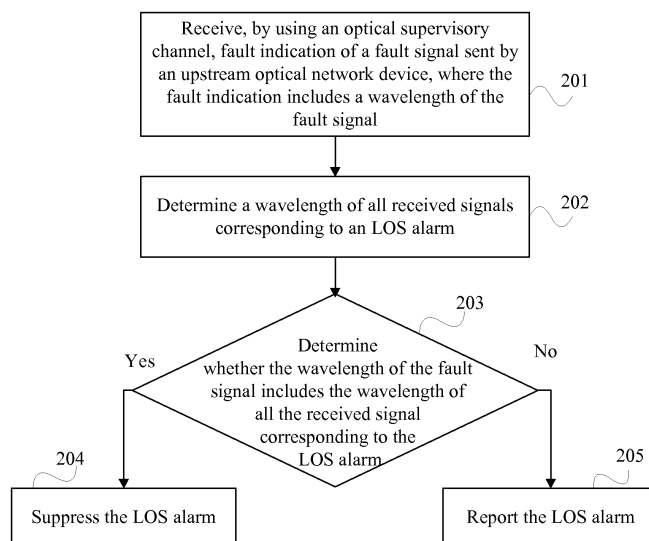 Receive, by using an optical supervisory
channel, fault indication of a fault signal sent by
an upstream optical network device, where the
fault indication includes a wavelength of the
fault signal
201
Determine a wavelength of all received signals
corresponding to an LOS alarm
202
203
Determine
whether the wavelength of the fault
signal includes the wavelength of
all the received signal
corresponding to the
LOS alarm
Yes
No
204
Suppress the LOS alarm
205
Report the LOS alarm